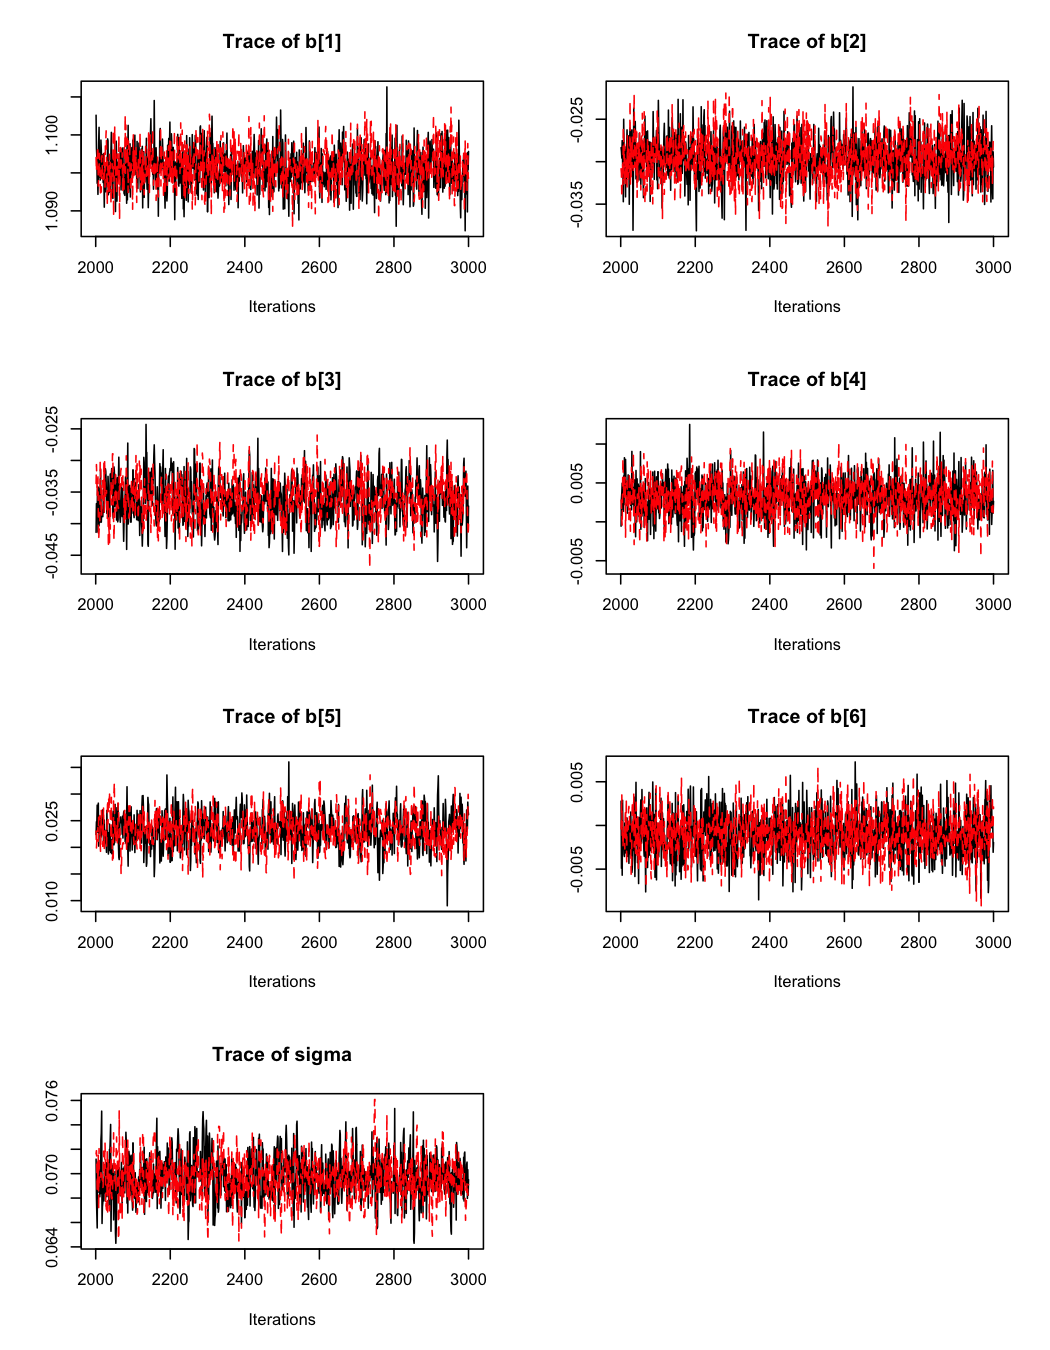 Trace of b[1]
1.100
1.090
2000 2200 2400 2600 2800 3000
Iterations
Trace of b[2]
-0.025
-0.035
2000 2200 2400 2600 2800 3000
Iterations
Trace of b[3]
-0.025
-0.035
-0.045
2000 2200 2400 2600 2800 3000
Iterations
Trace of b[4]
0.005
-0.005
2000 2200 2400 2600 2800 3000
Iterations
Trace of b[5]
0.025
0.010
2000 2200 2400 2600 2800 3000
Iterations
Trace of b[6]
0.005
-0.005
2000 2200 2400 2600 2800 3000
Iterations
Trace of sigma
0.076
0.070
0.064
2000 2200 2400 2600 2800 3000
Iterations